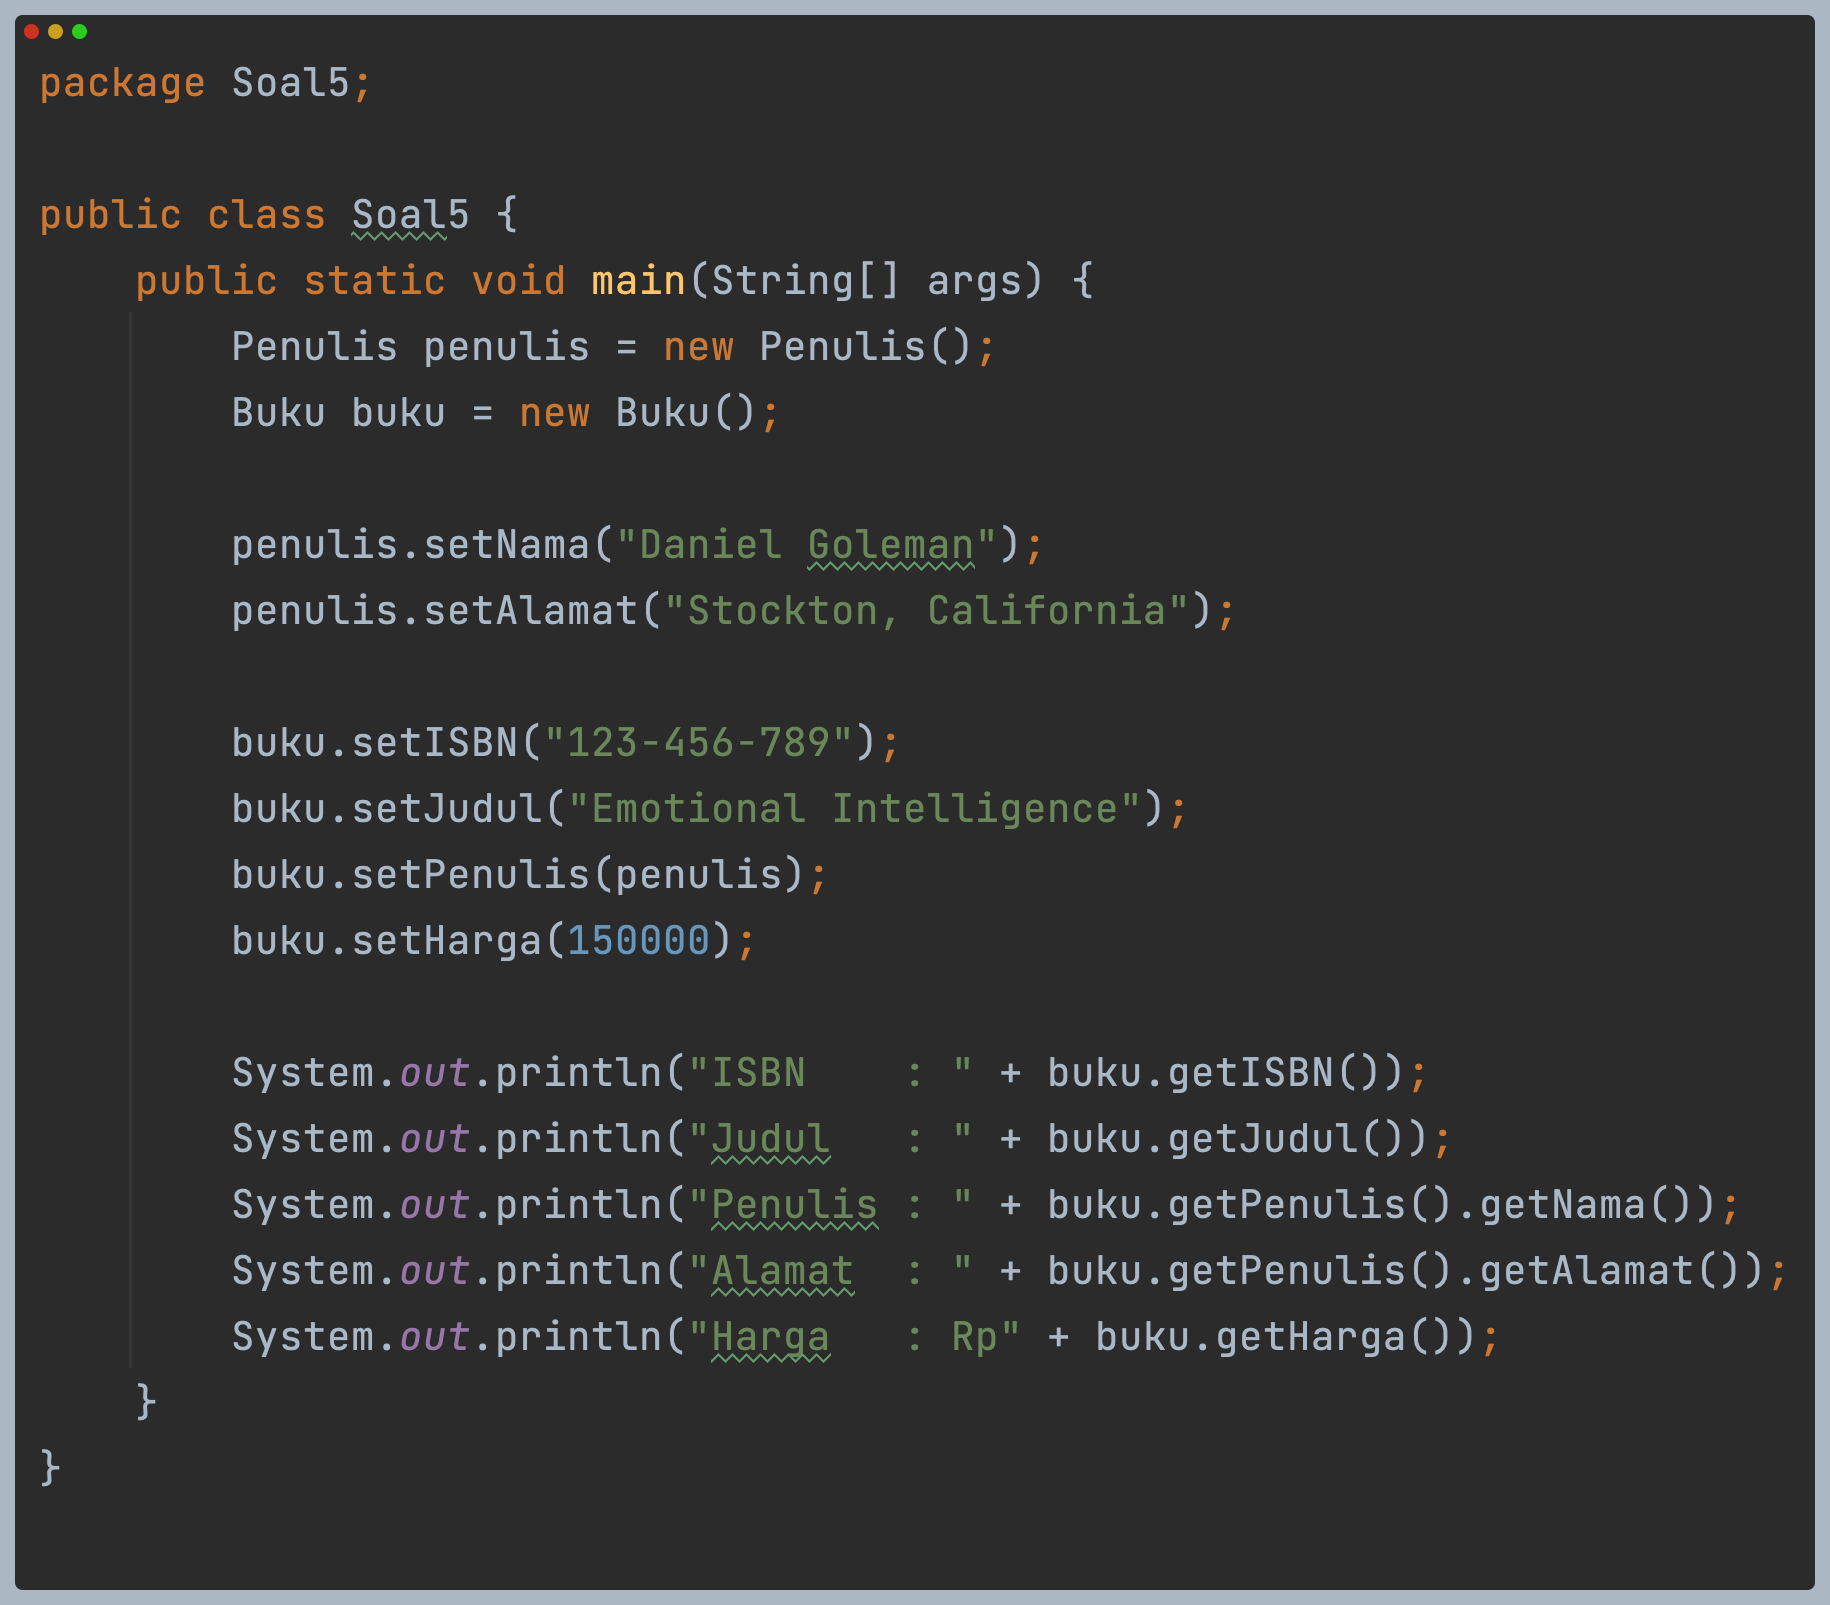 package Soal5;
public class Soal5 {
    public static void main(String[] args) {
        Penulis penulis = new Penulis();
        Buku buku = new Buku();
        penulis.setNama("Daniel Goleman");
        penulis.setAlamat("Stockton, California");
        buku.setISBN("123-456-789");
        buku.setJudul("Emotional Intelligence");
        buku.setPenulis(penulis);
        buku.setHarga(150000);
        System.out.println("ISBN    : " + buku.getISBN());
        System.out.println("Judul   : " + buku.getJudul());
        System.out.println("Penulis : " + buku.getPenulis().getNama());
        System.out.println("Alamat  : " + buku.getPenulis().getAlamat());
        System.out.println("Harga   : Rp" + buku.getHarga());
    }
}